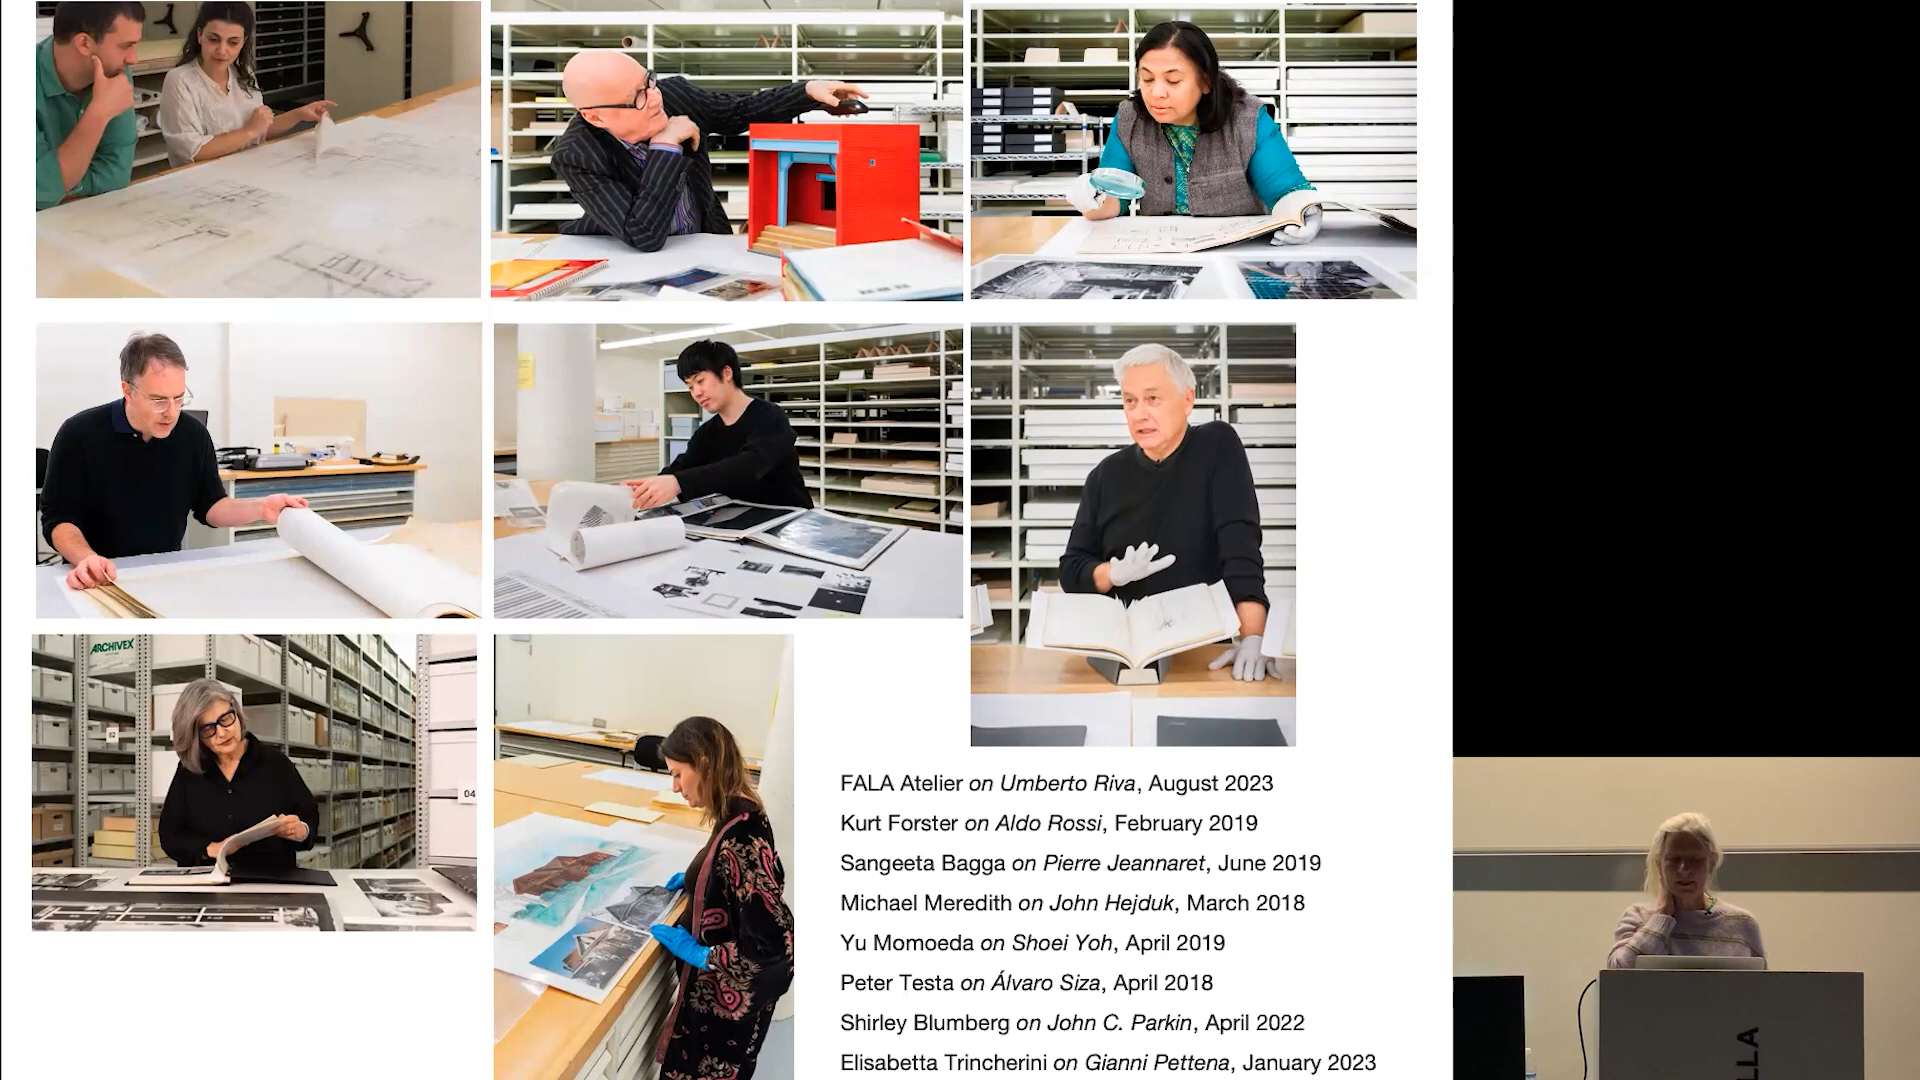 ARCHIVEX
02
04
FALA Atelier on Umberto Riva, August 2023
Kurt Forster on Aldo Rossi, February 2019
Sangeeta Bagga on Pierre Jeannaret, June 2019
Michael Meredith on John Hejduk, March 2018
Yu Momoeda on Shoei Yoh, April 2019
Peter Testa on Álvaro Siza, April 2018
Shirley Blumberg on John C. Parkin, April 2022
Elisabetta Trincherini on Gianni Pettena, January 2023
LLA